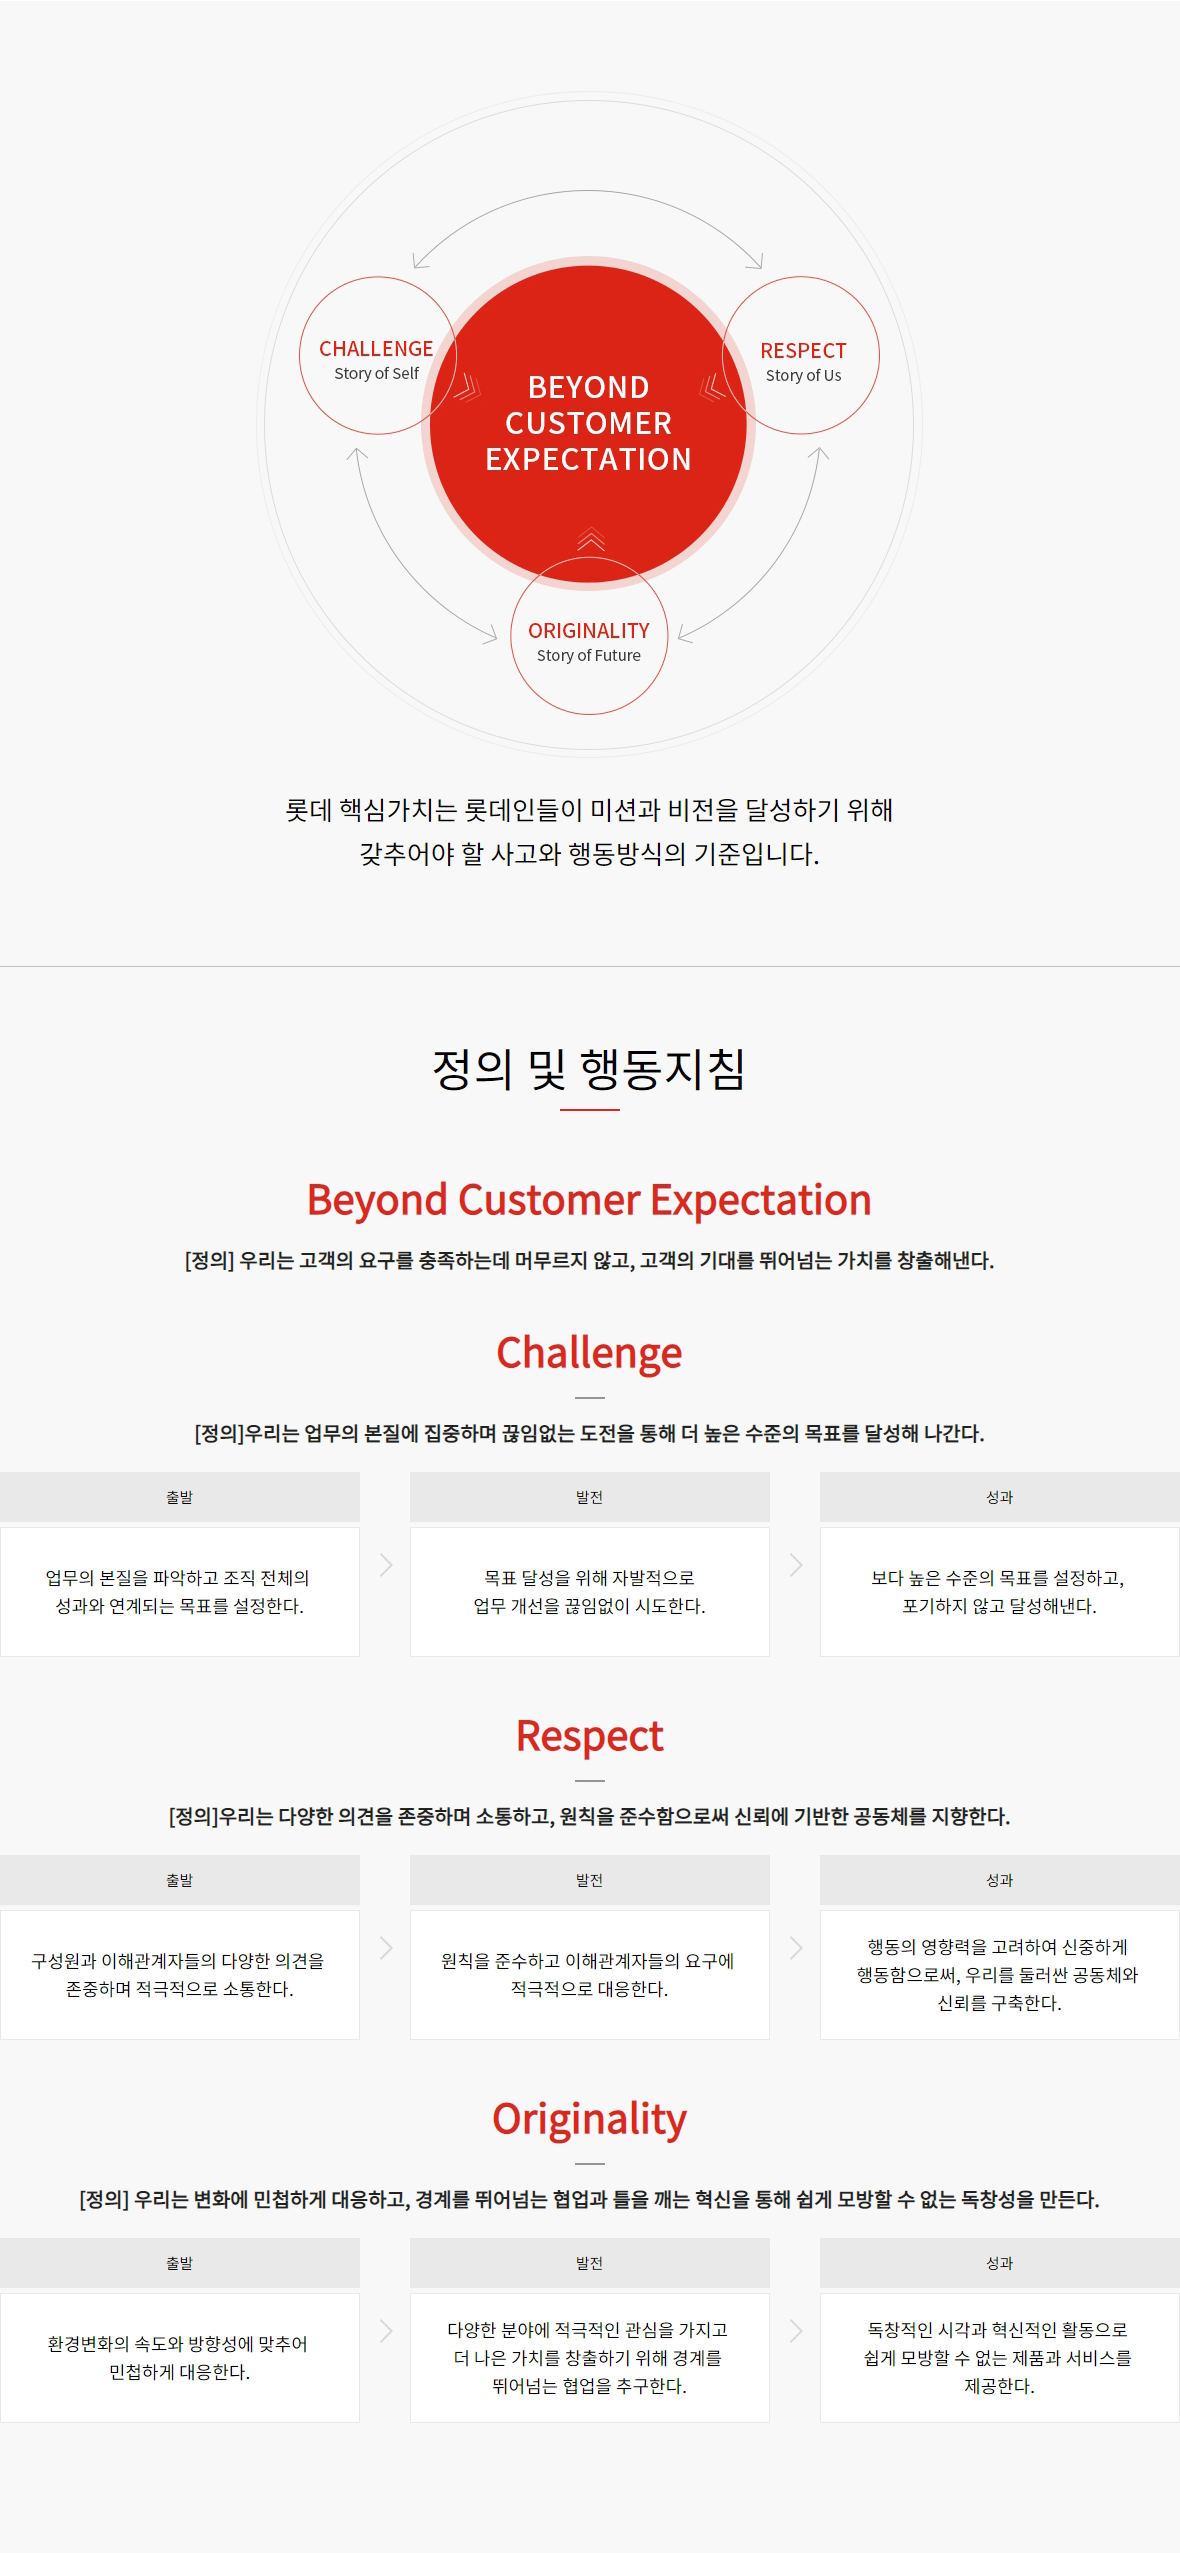 CHALLENGE
Story of Self
RESPECT
Story of Us
BEYOND
CUSTOMER
EXPECTATION
ORIGINALITY
Story of Future
롯데 핵심가치는 롯데인들이 미션과 비전을 달성하기 위해
갖추어야 할 사고와 행동방식의 기준입니다.
정의 및 행동지침
Beyond Customer Expectation
[정의] 우리는 고객의 요구를 충족하는데 머무르지 않고, 고객의 기대를 뛰어넘는 가치를 창출해낸다.
Challenge
[정의]우리는 업무의 본질에 집중하며 끊임없는 도전을 통해 더 높은 수준의 목표를 달성해 나간다.
출발
업무의 본질을 파악하고 조직 전체의
성과와 연계되는 목표를 설정한다.
발전
목표 달성을 위해 자발적으로
업무 개선을 끊임없이 시도한다.
성과
보다 높은 수준의 목표를 설정하고,
포기하지 않고 달성해낸다.
Respect
[정의]우리는 다양한 의견을 존중하며 소통하고, 원칙을 준수함으로써 신뢰에 기반한 공동체를 지향한다.
출발
구성원과 이해관계자들의 다양한 의견을
존중하며 적극적으로 소통한다.
발전
원칙을 준수하고 이해관계자들의 요구에
적극적으로 대응한다.
성과
행동의 영향력을 고려하여 신중하게
행동함으로써, 우리를 둘러싼 공동체와
신뢰를 구축한다.
Originality
[정의] 우리는 변화에 민첩하게 대응하고, 경계를 뛰어넘는 협업과 틀을 깨는 혁신을 통해 쉽게 모방할 수 없는 독창성을 만든다.
출발
환경변화의 속도와 방향성에 맞추어
민첩하게 대응한다.
발전
다양한 분야에 적극적인 관심을 가지고
더 나은 가치를 창출하기 위해 경계를
뛰어넘는 협업을 추구한다.
성과
독창적인 시각과 혁신적인 활동으로
쉽게 모방할 수 없는 제품과 서비스를
제공한다.